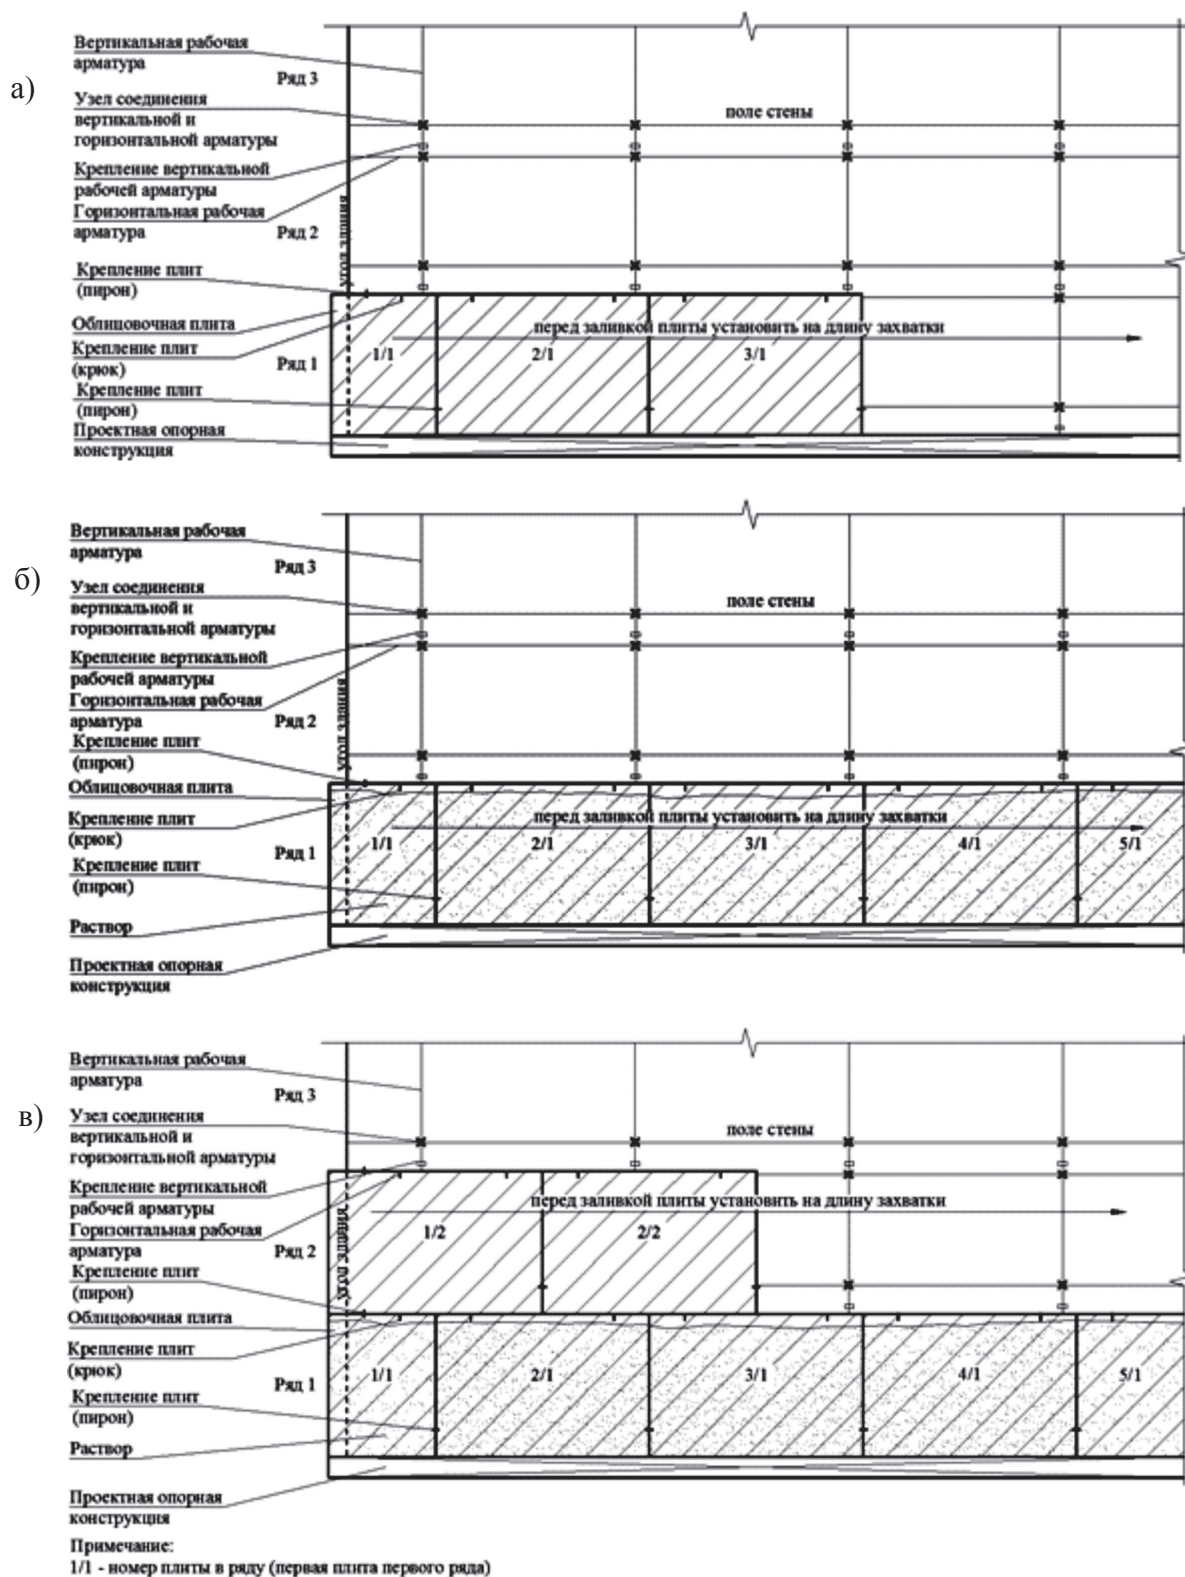 а)
Вертикальная рабочая
арматура
Ряд 3
Узел соединения
вертикальной и
горизонтальной арматуры
поле стены
Крепление вертикальной
рабочей арматуры
Горизонтальная рабочая
арматура
Ряд 2
угол здания
Крепление плит
(пирон)
Облицовочная плита
перед заливкой плиты установить на длину захватки
Крепление плит
(крюк)
Ряд 1
1/1
2/1
3/1
Крепление плит
(пирон)
Проектная опорная
конструкция
б)
Вертикальная рабочая
арматура
Ряд 3
Узел соединения
вертикальной и
горизонтальной арматуры
поле стены
Крепление вертикальной
рабочей арматуры
Горизонтальная рабочая
арматура
Ряд 2
угол здания
Крепление плит
(пирон)
Облицовочная плита
перед заливкой плиты установить на длину захватки
Крепление плит
(крюк)
Ряд 1
1/1
2/1
3/1
4/1
5/1
Крепление плит
(пирон)
Раствор
Проектная опорная
конструкция
в)
Вертикальная рабочая
арматура
Ряд 3
Узел соединения
вертикальной и
горизонтальной арматуры
поле стены
Крепление вертикальной
рабочей арматуры
перед заливкой плиты установить на длину захватки
Горизонтальная рабочая
арматура
Ряд 2
1/2
2/2
угол здания
Крепление плит
(пирон)
Облицовочная плита
Крепление плит
(крюк)
Ряд 1
1/1
2/1
3/1
4/1
5/1
Крепление плит
(пирон)
Раствор
Проектная опорная
конструкция
Примечание:
1/1 - номер плиты в ряду (первая плита первого ряда)